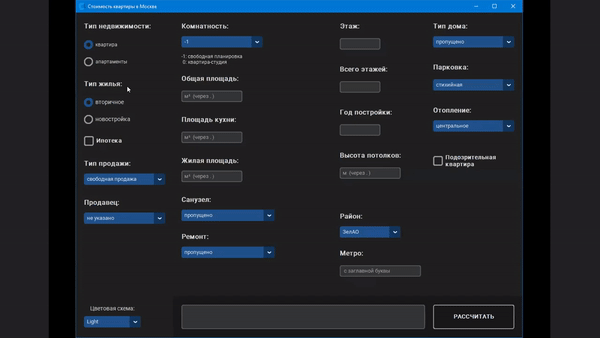 Стоимость квартиры в Москве
Тип недвижимости:
квартира
апартаменты
Тип жилья:
вторичное
новостройка
Ипотека
Тип продажи:
свободная продажа
Продавец:
не указано
Цветовая схема:
Light
Комнатность:
-1
-1: свободная планировка
0: квартира-студия
Общая площадь:
м² (через .)
Площадь кухни:
м² (через .)
Жилая площадь:
м² (через .)
Санузел:
пропущено
Ремонт:
пропущено
Этаж:
Всего этажей:
Год постройки:
Высота потолков:
м (через .)
Район:
ЗелАО
Метро:
с заглавной буквы
Тип дома:
пропущено
Парковка:
стихийная
Отопление:
центральное
Подозрительная
квартира
РАССЧИТАТЬ